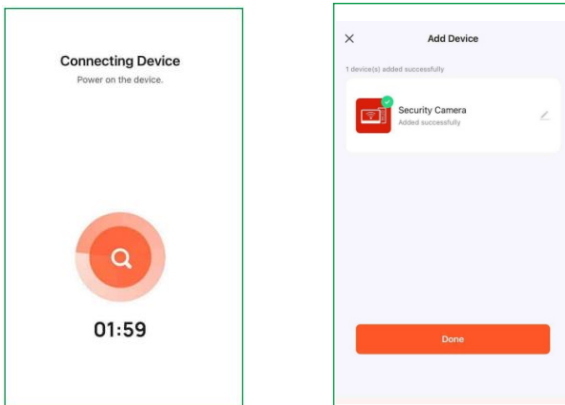 Connecting Device
Power on the device.
01:59
Add Device
1 device(s) added successfully
Security Camera
Added successfully
Done